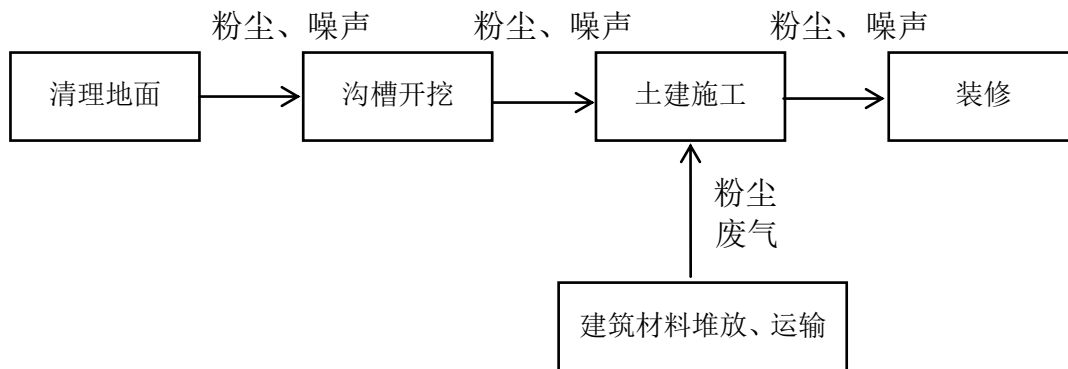 粉尘、噪声
粉尘、噪声
粉尘、噪声
清理地面
沟槽开挖
土建施工
装修
粉尘
废气
建筑材料堆放、运输